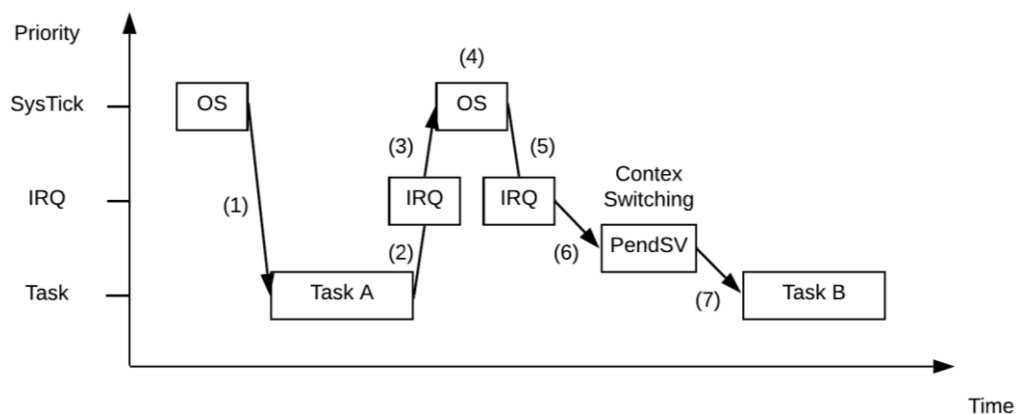 Priority
(4)
SysTick
OS
OS
(3)
(5)
Contex
Switching
IRQ
(1)
IRQ
IRQ
(2)
(6)
PendSV
Task
Task A
(7)
Task B
Time